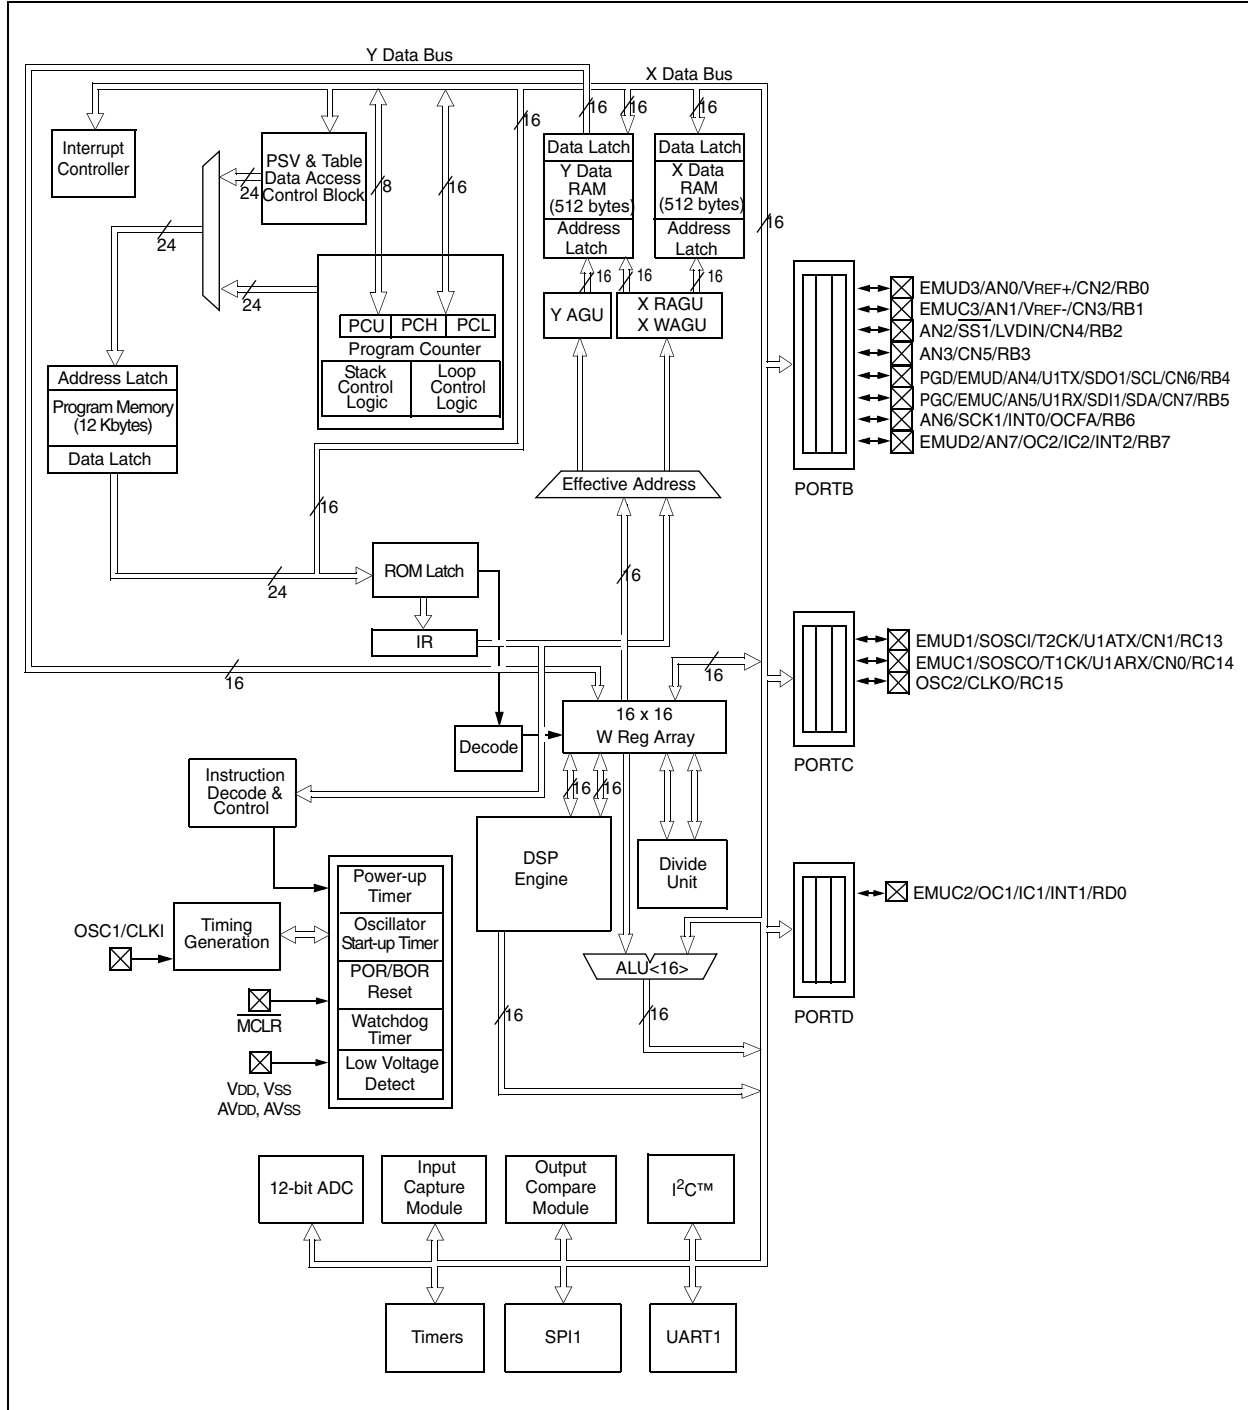 Y Data Bus
X Data Bus
16
16
16
16
Interrupt
Controller
PSV & Table
Data Access
Control Block
24
8
16
24
24
Data Latch
Y Data
RAM
(512 bytes)
Address
Latch
Data Latch
X Data
RAM
(512 bytes)
Address
Latch
16
16
16
16
Y AGU
X RAGU
X WAGU
PCU
PCH
PCL
Program Counter
Stack
Control
Logic
Loop
Control
Logic
Address Latch
Program Memory
(12 Kbytes)
Data Latch
16
24
Effective Address
16
ROM Latch
IR
16
16
Decode
16 x 16
W Reg Array
Instruction
Decode &
Control
16
16
DSP
Engine
Divide
Unit
Power-up
Timer
Oscillator
Start-up Timer
POR/BOR
Reset
Watchdog
Timer
Low Voltage
Detect
OSC1/CLKI
Timing
Generation
MCLR
VDD, VSS
AVDD, AVSS
ALU<16>
16
16
EMUD3/AN0/VREF+/CN2/RB0
EMUC3/AN1/VREF-/CN3/RB1
AN2/SS1/LVDIN/CN4/RB2
AN3/CN5/RB3
PGD/EMUD/AN4/U1TX/SDO1/SCL/CN6/RB4
PGC/EMUC/AN5/U1RX/SDI1/SDA/CN7/RB5
AN6/SCK1/INT0/OCFA/RB6
EMUD2/AN7/OC2/IC2/INT2/RB7
PORTB
EMUD1/SOSCI/T2CK/U1ATX/CN1/RC13
EMUC1/SOSCO/T1CK/U1ARX/CN0/RC14
OSC2/CLKO/RC15
PORTC
EMUC2/OC1/IC1/INT1/RD0
PORTD
12-bit ADC
Input
Capture
Module
Output
Compare
Module
I²C™
Timers
SPI1
UART1